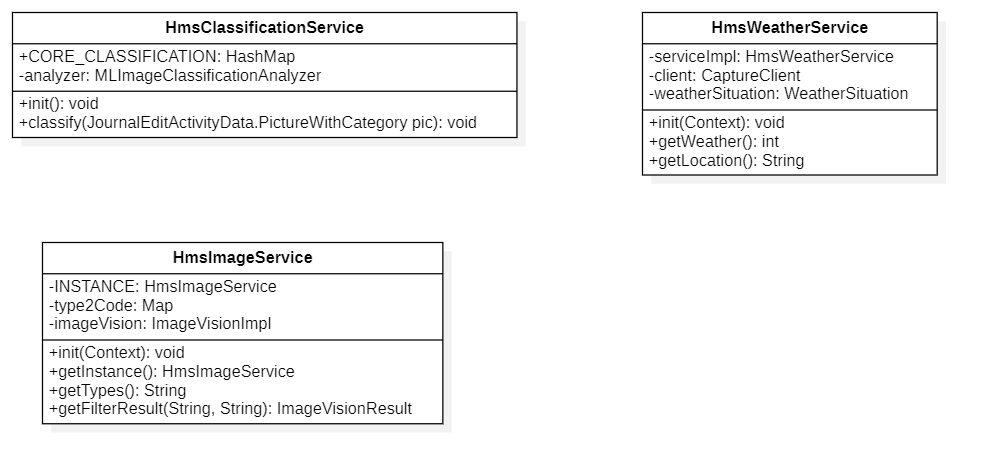 HmsClassificationService
+CORE_CLASSIFICATION: HashMap
-analyzer: MLImageClassificationAnalyzer
+init(): void
+classify(JournalEditActivityData.PictureWithCategory pic): void
HmsWeatherService
-serviceImpl: HmsWeatherService
-client: CaptureClient
-weatherSituation: WeatherSituation
+init(Context): void
+getWeather(): int
+getLocation(): String
HmsImageService
-INSTANCE: HmsImageService
-type2Code: Map
-imageVision: ImageVisionImpl
+init(Context): void
+getInstance(): HmsImageService
+getTypes(): String
+getFilterResult(String, String): ImageVisionResult